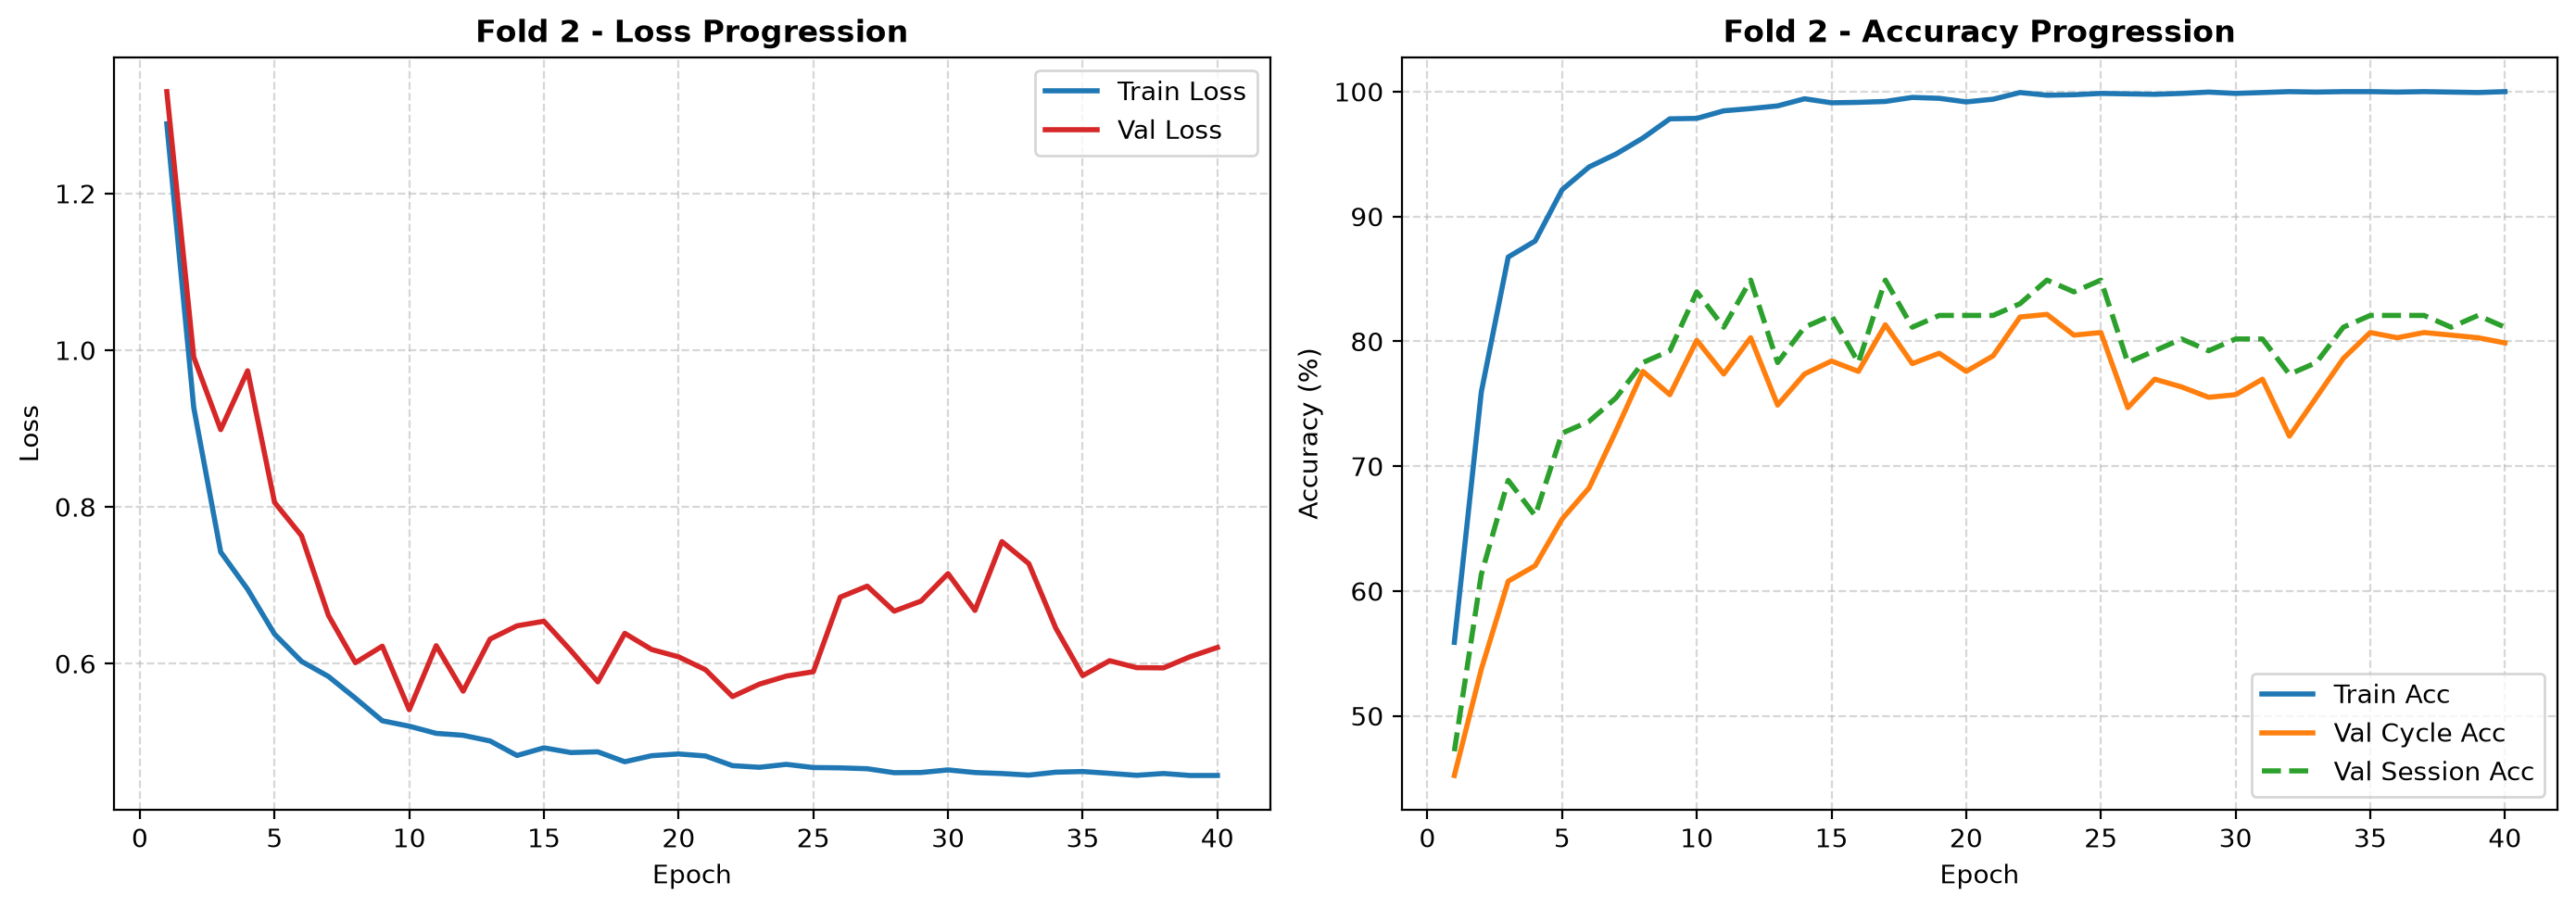 Fold 2 - Loss Progression
Train Loss
Val Loss
1.2
1.0
0.8
0.6
Loss
0 5 10 15 20 25 30 35 40
Epoch
Fold 2 - Accuracy Progression
100
90
80
70
60
50
Accuracy (%)
Train Acc
Val Cycle Acc
Val Session Acc
0 5 10 15 20 25 30 35 40
Epoch